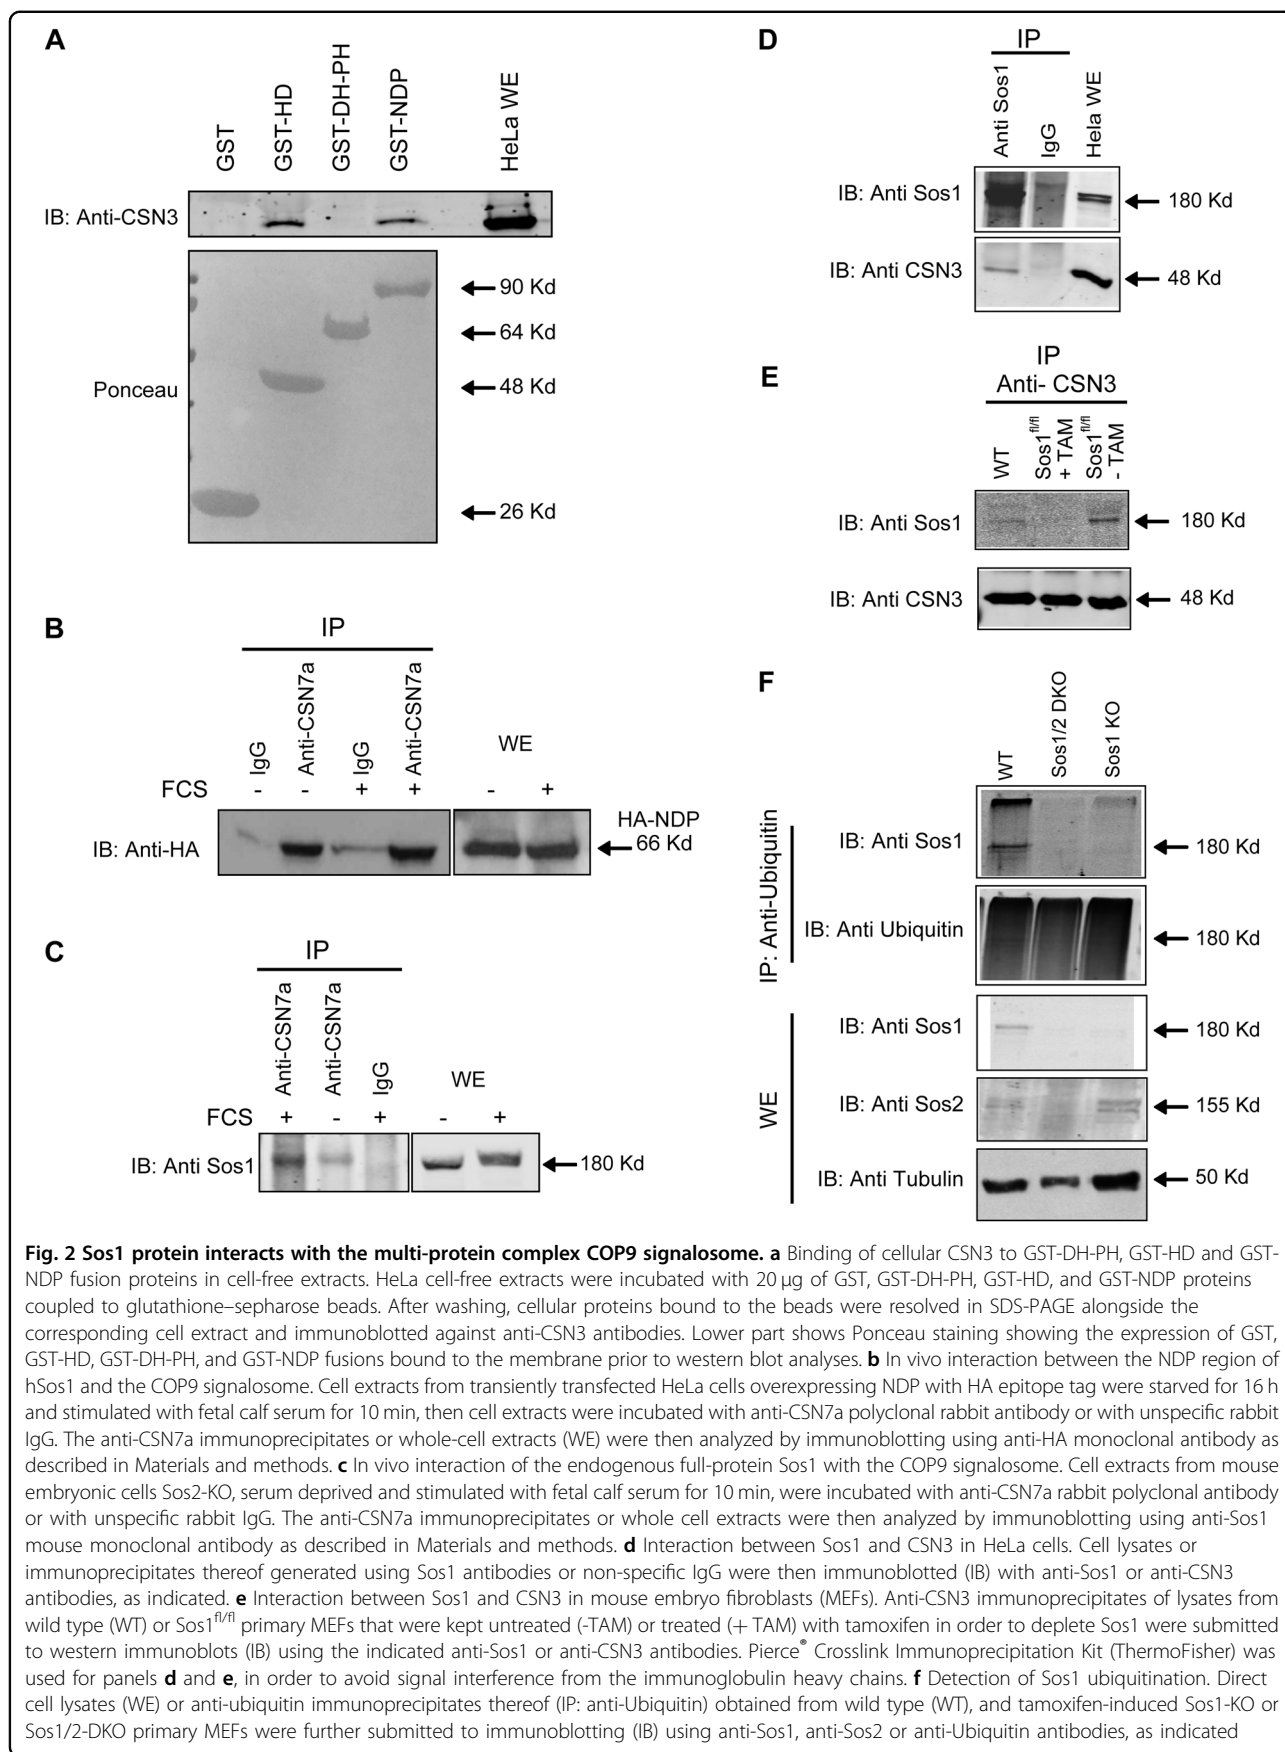 A
GST
GST-HD
GST-DH-PH
GST-NDP
HeLa WE
IB: Anti-CSN3
90 Kd
64 Kd
Ponceau
48 Kd
26 Kd
B
IP
IgG
Anti-CSN7a
IgG
Anti-CSN7a
WE
FCS - - + + - +
IB: Anti-HA
HA-NDP
66 Kd
C
IP
Anti-CSN7a
Anti-CSN7a
IgG
WE
FCS + - + - +
IB: Anti Sos1
180 Kd
D
IP
Anti Sos1
IgG
Hela WE
IB: Anti Sos1
180 Kd
IB: Anti CSN3
48 Kd
E
IP
Anti- CSN3
WT
Sos1fl/fl
+ TAM
Sos1fl/fl
- TAM
IB: Anti Sos1
180 Kd
IB: Anti CSN3
48 Kd
F
WT
Sos1/2 DKO
Sos1 KO
IP: Anti-Ubiquitin
IB: Anti Sos1
180 Kd
IB: Anti Ubiquitin
180 Kd
WE
IB: Anti Sos1
180 Kd
IB: Anti Sos2
155 Kd
IB: Anti Tubulin
50 Kd
Fig. 2 Sos1 protein interacts with the multi-protein complex COP9 signalosome. a Binding of cellular CSN3 to GST-DH-PH, GST-HD and GST-
NDP fusion proteins in cell-free extracts. HeLa cell-free extracts were incubated with 20 μg of GST, GST-DH-PH, GST-HD, and GST-NDP proteins
coupled to glutathione–sepharose beads. After washing, cellular proteins bound to the beads were resolved in SDS-PAGE alongside the
corresponding cell extract and immunoblotted against anti-CSN3 antibodies. Lower part shows Ponceau staining showing the expression of GST,
GST-HD, GST-DH-PH, and GST-NDP fusions bound to the membrane prior to western blot analyses. b In vivo interaction between the NDP region of
hSos1 and the COP9 signalosome. Cell extracts from transiently transfected HeLa cells overexpressing NDP with HA epitope tag were starved for 16 h
and stimulated with fetal calf serum for 10 min, then cell extracts were incubated with anti-CSN7a polyclonal rabbit antibody or with unspecific rabbit
IgG. The anti-CSN7a immunoprecipitates or whole-cell extracts (WE) were then analyzed by immunoblotting using anti-HA monoclonal antibody as
described in Materials and methods. c In vivo interaction of the endogenous full-protein Sos1 with the COP9 signalosome. Cell extracts from mouse
embryonic cells Sos2-KO, serum deprived and stimulated with fetal calf serum for 10 min, were incubated with anti-CSN7a rabbit polyclonal antibody
or with unspecific rabbit IgG. The anti-CSN7a immunoprecipitates or whole cell extracts were then analyzed by immunoblotting using anti-Sos1
mouse monoclonal antibody as described in Materials and methods. d Interaction between Sos1 and CSN3 in HeLa cells. Cell lysates or
immunoprecipitates thereof generated using Sos1 antibodies or non-specific IgG were then immunoblotted (IB) with anti-Sos1 or anti-CSN3
antibodies, as indicated. e Interaction between Sos1 and CSN3 in mouse embryo fibroblasts (MEFs). Anti-CSN3 immunoprecipitates of lysates from
wild type (WT) or Sos1fl/fl primary MEFs that were kept untreated (-TAM) or treated (+ TAM) with tamoxifen in order to deplete Sos1 were submitted
to western immunoblots (IB) using the indicated anti-Sos1 or anti-CSN3 antibodies. Pierce® Crosslink Immunoprecipitation Kit (ThermoFisher) was
used for panels d and e, in order to avoid signal interference from the immunoglobulin heavy chains. f Detection of Sos1 ubiquitination. Direct
cell lysates (WE) or anti-ubiquitin immunoprecipitates thereof (IP: anti-Ubiquitin) obtained from wild type (WT), and tamoxifen-induced Sos1-KO or
Sos1/2-DKO primary MEFs were further submitted to immunoblotting (IB) using anti-Sos1, anti-Sos2 or anti-Ubiquitin antibodies, as indicated